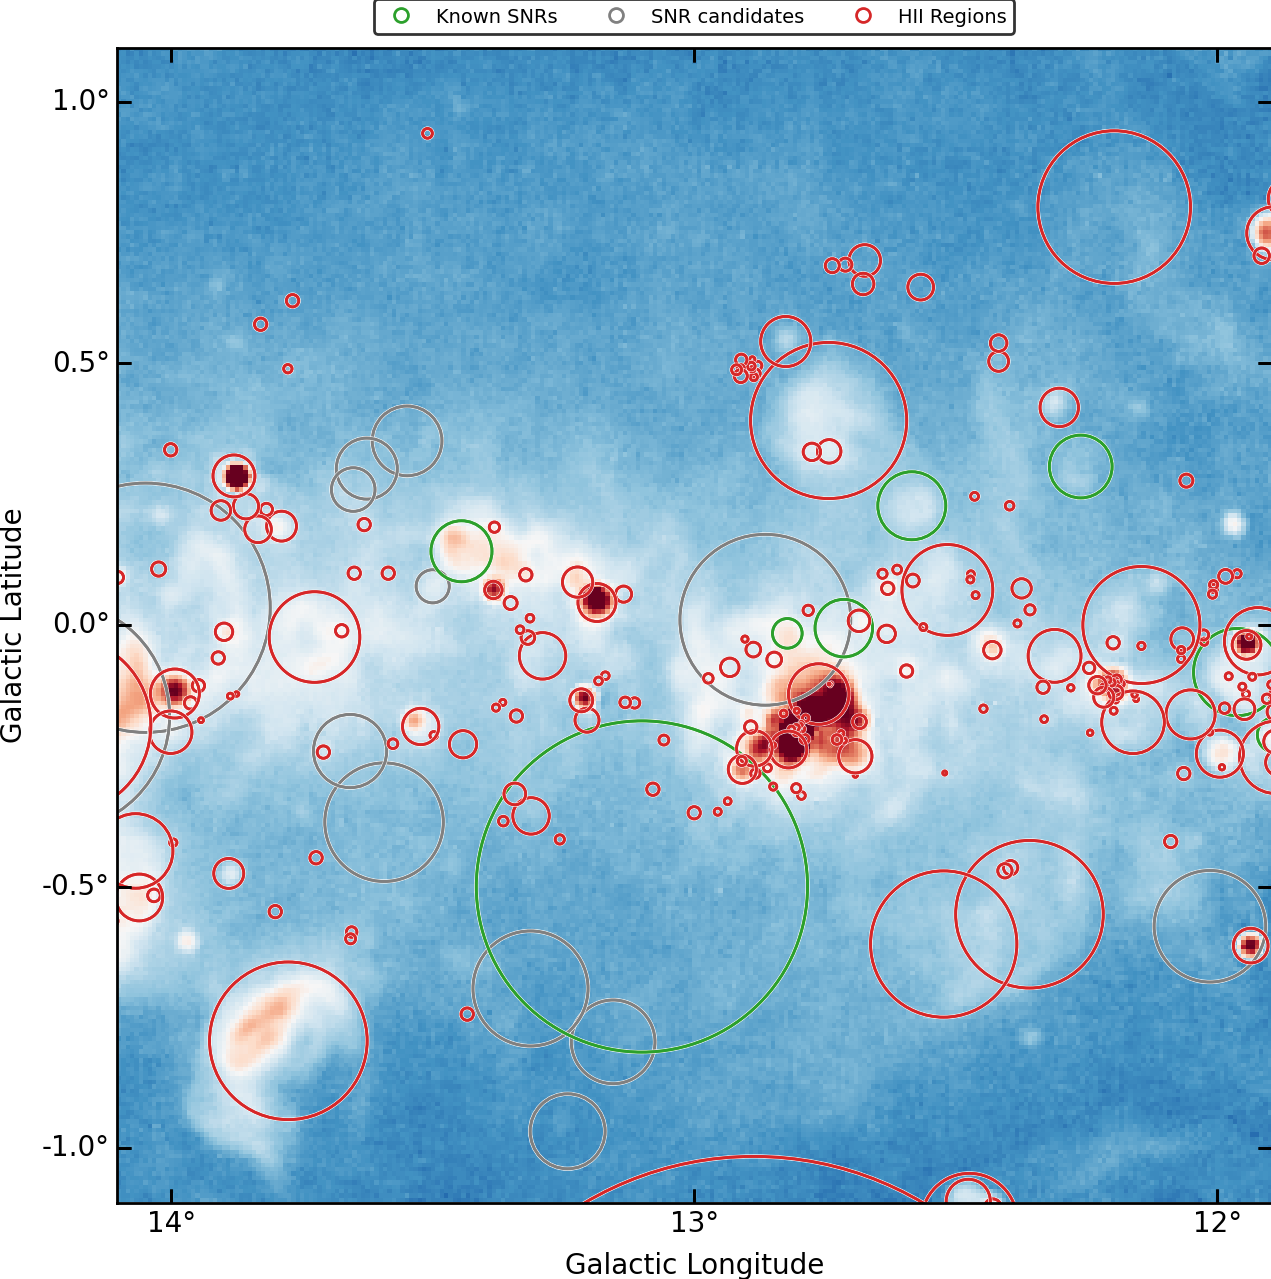 Known SNRs SNR candidates HII Regions
1.0°
0.5°
0.0°
-0.5°
-1.0°
Galactic Latitude
14° 13° 12°
Galactic Longitude